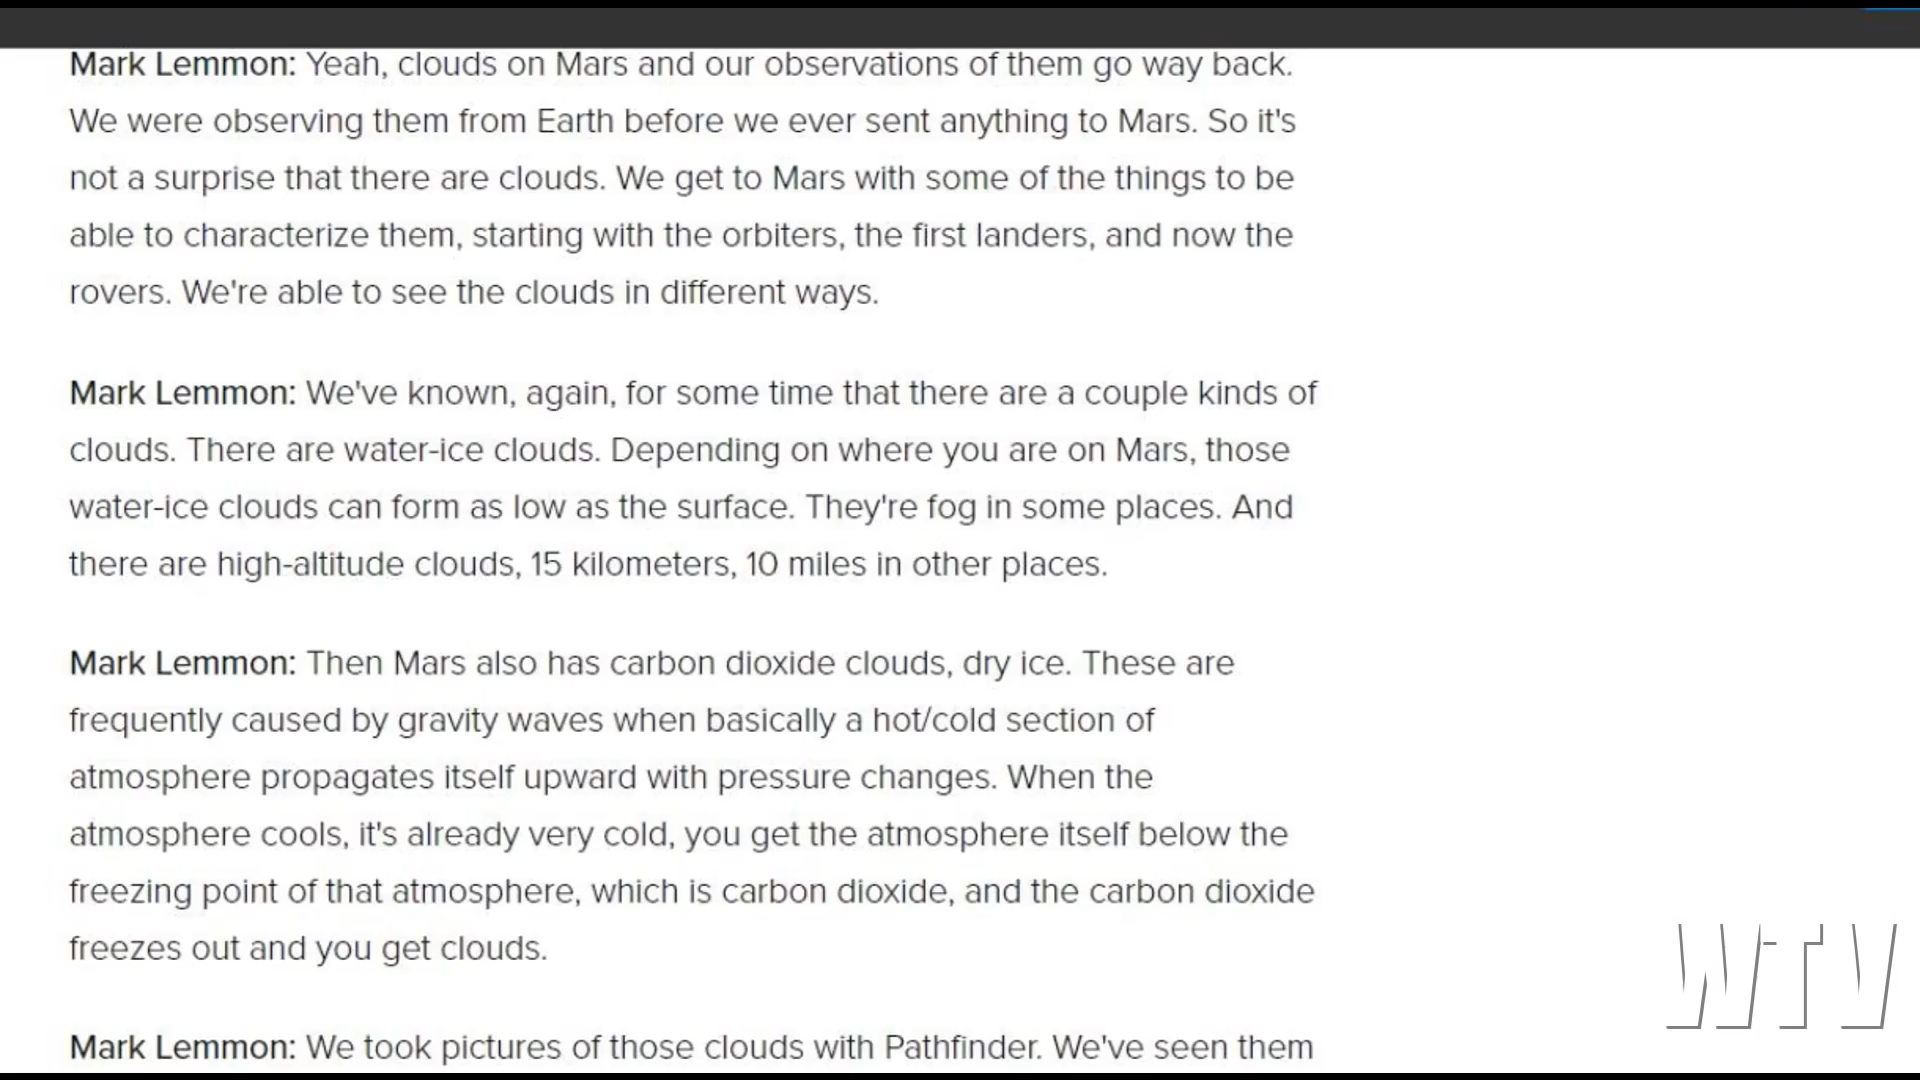 Mark Lemmon: Yeah, clouds on Mars and our observations of them go way back.
We were observing them from Earth before we ever sent anything to Mars. So it's
not a surprise that there are clouds. We get to Mars with some of the things to be
able to characterize them, starting with the orbiters, the first landers, and now the
rovers. We're able to see the clouds in different ways.
Mark Lemmon: We've known, again, for some time that there are a couple kinds of
clouds. There are water-ice clouds. Depending on where you are on Mars, those
water-ice clouds can form as low as the surface. They're fog in some places. And
there are high-altitude clouds, 15 kilometers, 10 miles in other places.
Mark Lemmon: Then Mars also has carbon dioxide clouds, dry ice. These are
frequently caused by gravity waves when basically a hot/cold section of
atmosphere propagates itself upward with pressure changes. When the
atmosphere cools, it's already very cold, you get the atmosphere itself below the
freezing point of that atmosphere, which is carbon dioxide, and the carbon dioxide
freezes out and you get clouds.
Mark Lemmon: We took pictures of those clouds with Pathfinder. We've seen them
WTV